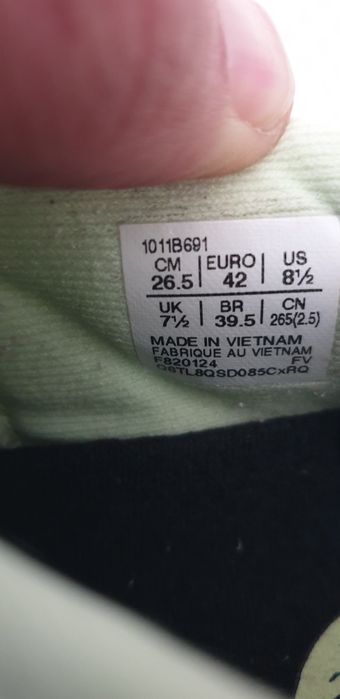 1011B691
CM 26.5 | EURO 42 | US 8½
UK 7½ | BR 39.5 | CN 265(2.5)
MADE IN VIETNAM
FABRIQUE AU VIETNAM
F820124 FV